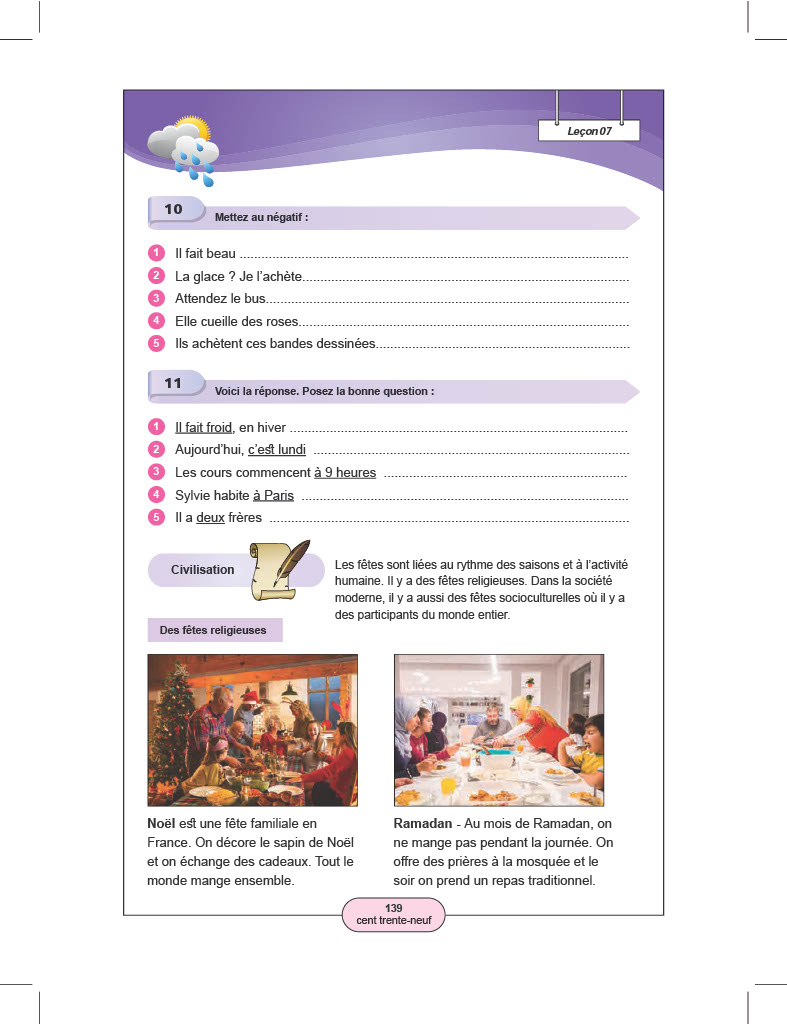 Leçon 07
10
Mettez au négatif :
1 Il fait beau ..........................................................................................................
2 La glace ? Je l’achète.........................................................................................
3 Attendez le bus...................................................................................................
4 Elle cueille des roses..........................................................................................
5 Ils achètent ces bandes dessinées.....................................................................
11
Voici la réponse. Posez la bonne question :
1 Il fait froid, en hiver ............................................................................................
2 Aujourd’hui, c’est lundi ......................................................................................
3 Les cours commencent à 9 heures ..................................................................
4 Sylvie habite à Paris .........................................................................................
5 Il a deux frères ..................................................................................................
Civilisation
Les fêtes sont liées au rythme des saisons et à l’activité
humaine. Il y a des fêtes religieuses. Dans la société
moderne, il y a aussi des fêtes socioculturelles où il y a
des participants du monde entier.
Des fêtes religieuses
Noël est une fête familiale en
France. On décore le sapin de Noël
et on échange des cadeaux. Tout le
monde mange ensemble.
Ramadan - Au mois de Ramadan, on
ne mange pas pendant la journée. On
offre des prières à la mosquée et le
soir on prend un repas traditionnel.
139
cent trente-neuf